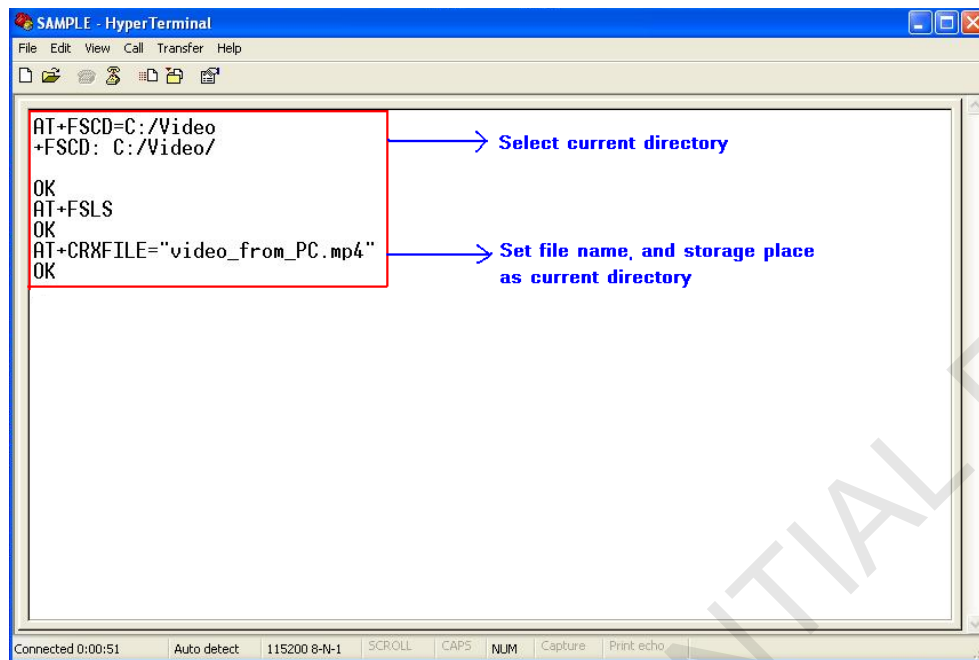 SAMPLE - HyperTerminal
File Edit View Call Transfer Help
AT+FSCD=C:/Video
+FSCD: C:/Video/
Select current directory
OK
AT+FSLS
OK
AT+CRXFILE="video_from_PC.mp4"
Set file name, and storage place
as current directory
OK
Connected 0:00:51 Auto detect 115200 8-N-1 SCROLL CAPS NUM Capture Print echo